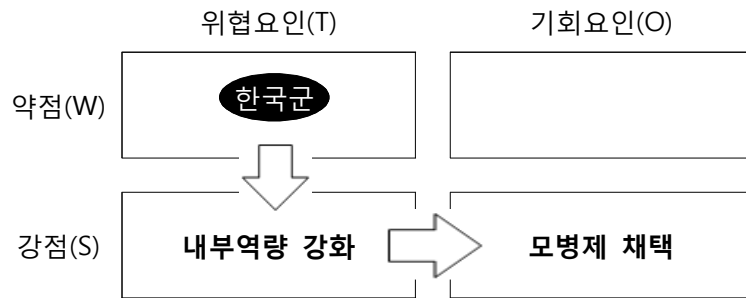 위협요인(T) 기회요인(O)
약점(W) 한국군
강점(S) 내부역량 강화 모병제 채택